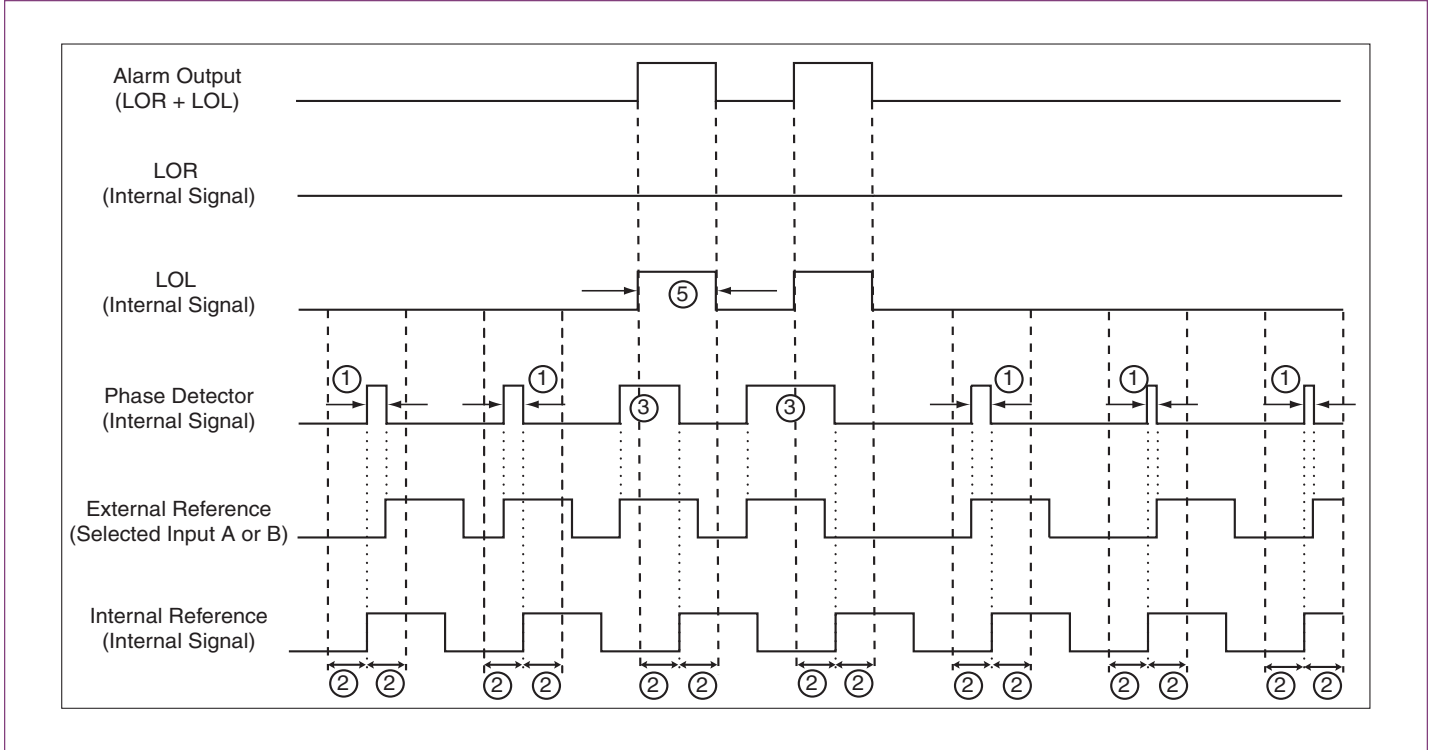 Alarm Output
(LOR + LOL)
LOR
(Internal Signal)
LOL
(Internal Signal)
5
Phase Detector
(Internal Signal)
1
1
3
3
1
1
1
External Reference
(Selected Input A or B)
Internal Reference
(Internal Signal)
2 2 2 2 2 2 2 2 2 2 2 2 2 2